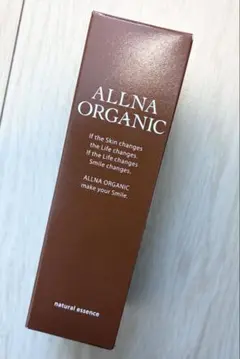 ALLNA
ORGANIC
If the Skin changes
the Life changes.
If the Life changes
Smile changes.
ALLNA ORGANIC
make your Smile.
natural essence